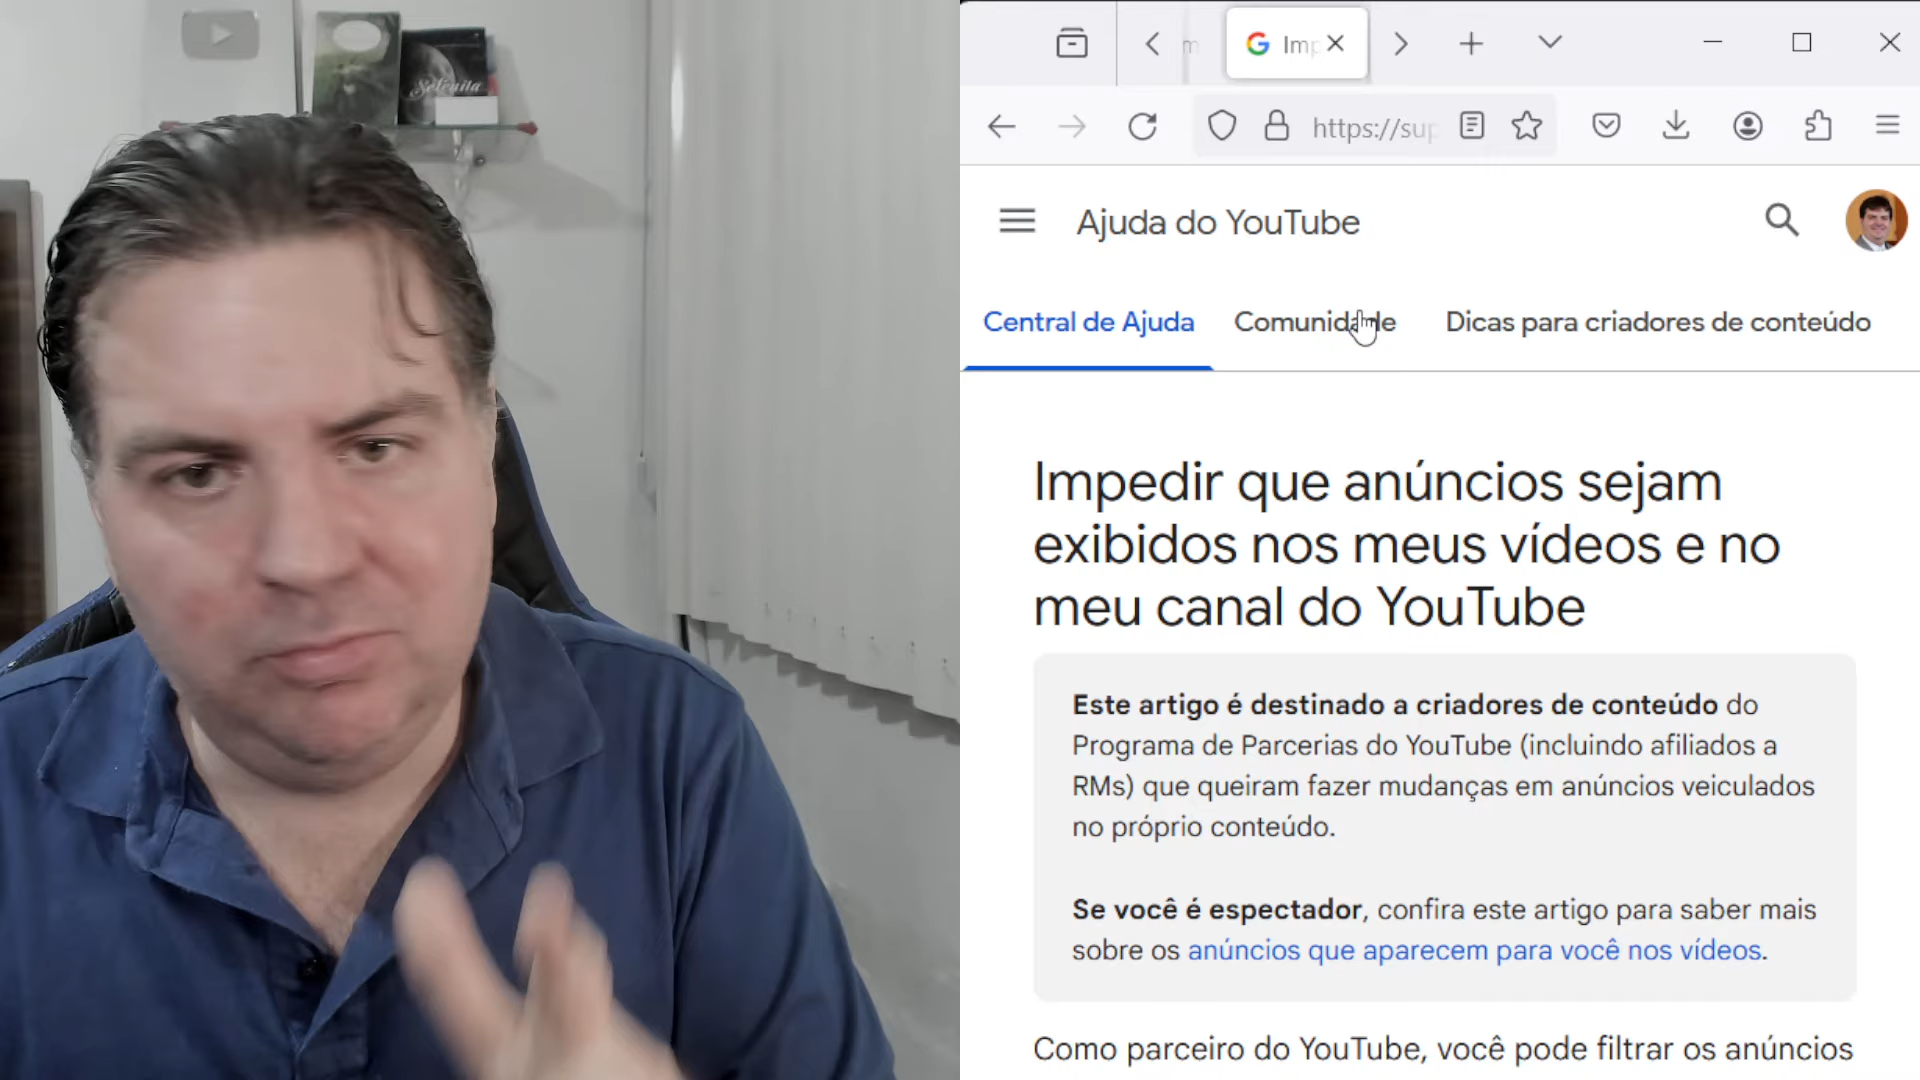 Selenita
Imp
https://sup
Ajuda do YouTube
Central de Ajuda
Comunidade
Dicas para criadores de conteúdo
Impedir que anúncios sejam
exibidos nos meus vídeos e no
meu canal do YouTube
Este artigo é destinado a criadores de conteúdo do
Programa de Parcerias do YouTube (incluindo afiliados a
RMs) que queiram fazer mudanças em anúncios veiculados
no próprio conteúdo.
Se você é espectador, confira este artigo para saber mais
sobre os anúncios que aparecem para você nos vídeos.
Como parceiro do YouTube, você pode filtrar os anúncios